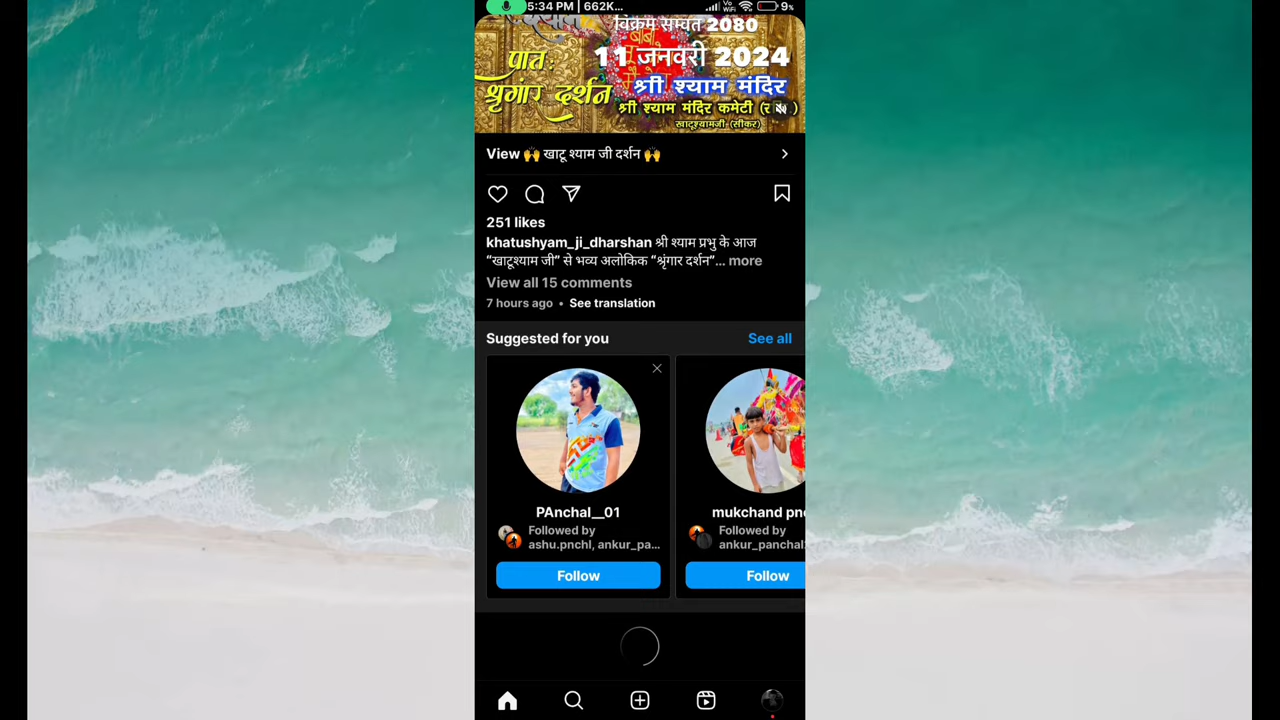 5:34 PM | 662K...
9%
विक्रम सम्वत 2080
11 जनवरी 2024
प्रातः
श्रृंगार दर्शन
श्री श्याम मंदिर
श्री श्याम मंदिर कमेटी
खाटूश्यामजी (सीकर)
View 🙌 खाटू श्याम जी दर्शन 🙌
251 likes
khatushyam_ji_dharshan श्री श्याम प्रभु के आज
“खाटूश्याम जी” से भव्य अलोकिक “श्रृंगार दर्शन”... more
View all 15 comments
7 hours ago • See translation
Suggested for you
See all
PAnchal__01
Followed by
ashu.pnchl, ankur_pa...
Follow
mukchand pn
Followed by
ankur_panchal
Follow